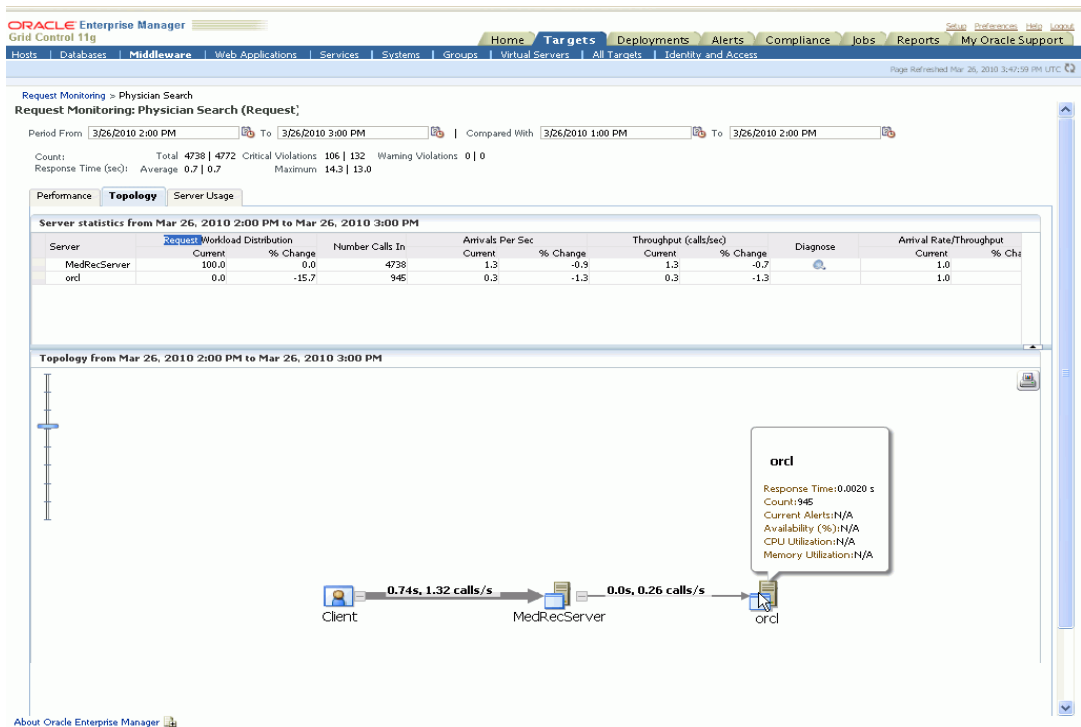 ORACLE Enterprise Manager
Grid Control 11g
Setup Preferences Help Logout
Home Targets Deployments Alerts Compliance Jobs Reports My Oracle Support
Hosts | Databases | Middleware | Web Applications | Services | Systems | Groups | Virtual Servers | All Targets | Identity and Access
Page Refreshed Mar 26, 2010 3:47:59 PM UTC
Request Monitoring > Physician Search
Request Monitoring: Physician Search (Request)
Period From 3/26/2010 2:00 PM To 3/26/2010 3:00 PM | Compared With 3/26/2010 1:00 PM To 3/26/2010 2:00 PM
Count: Total 4738 | 4772 Critical Violations 106 | 132 Warning Violations 0 | 0
Response Time (sec): Average 0.7 | 0.7 Maximum 14.3 | 13.0
Performance Topology Server Usage
Server statistics from Mar 26, 2010 2:00 PM to Mar 26, 2010 3:00 PM
Server Request Workload Distribution Number Calls In Arrivals Per Sec Throughput (calls/sec) Diagnose Arrival Rate/Throughput
Current % Change Current % Change Current % Change Current % Cha
MedRecServer 100.0 0.0 4738 1.3 -0.9 1.3 -0.7 1.0
orcl 0.0 -15.7 945 0.3 -1.3 0.3 -1.3 1.0
Topology from Mar 26, 2010 2:00 PM to Mar 26, 2010 3:00 PM
orcl
Response Time:0.0020 s
Count:945
Current Alerts:N/A
Availability (%):N/A
CPU Utilization:N/A
Memory Utilization:N/A
0.74s, 1.32 calls/s 0.0s, 0.26 calls/s
Client MedRecServer orcl
About Oracle Enterprise Manager